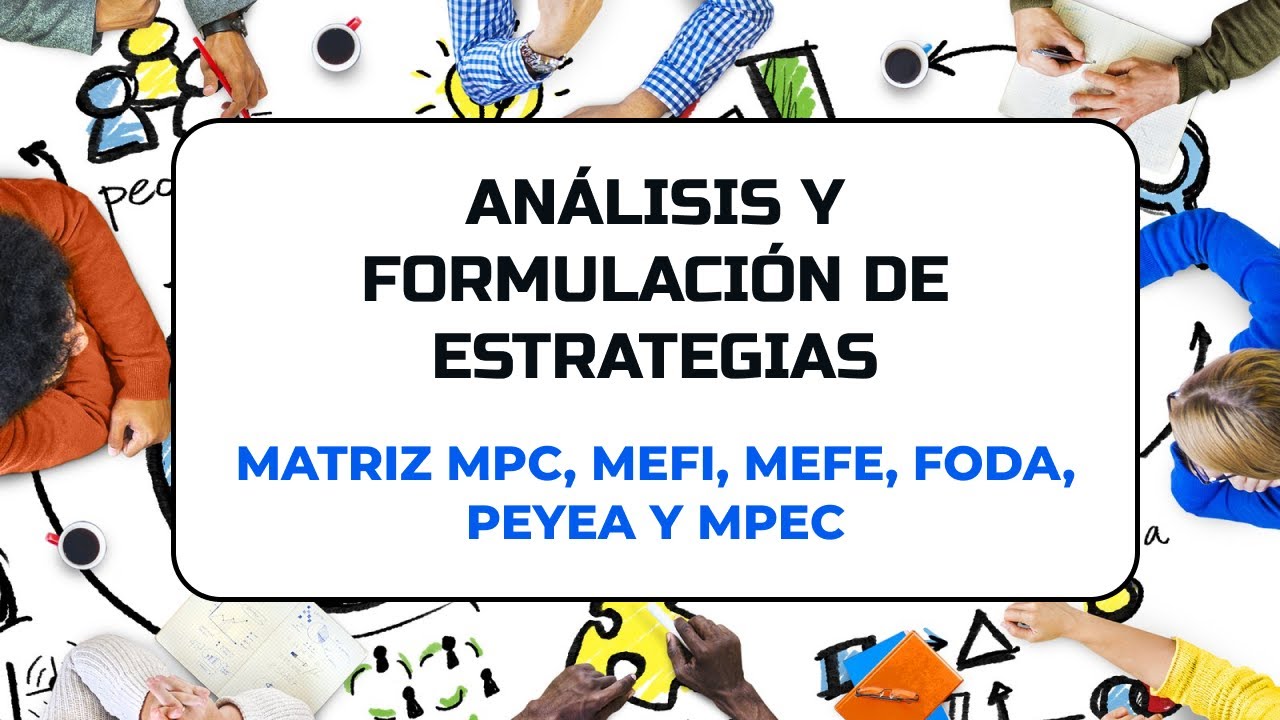 ANÁLISIS Y
FORMULACIÓN DE
ESTRATEGIAS
MATRIZ MPC, MEFI, MEFE, FODA,
PEYEA Y MPEC